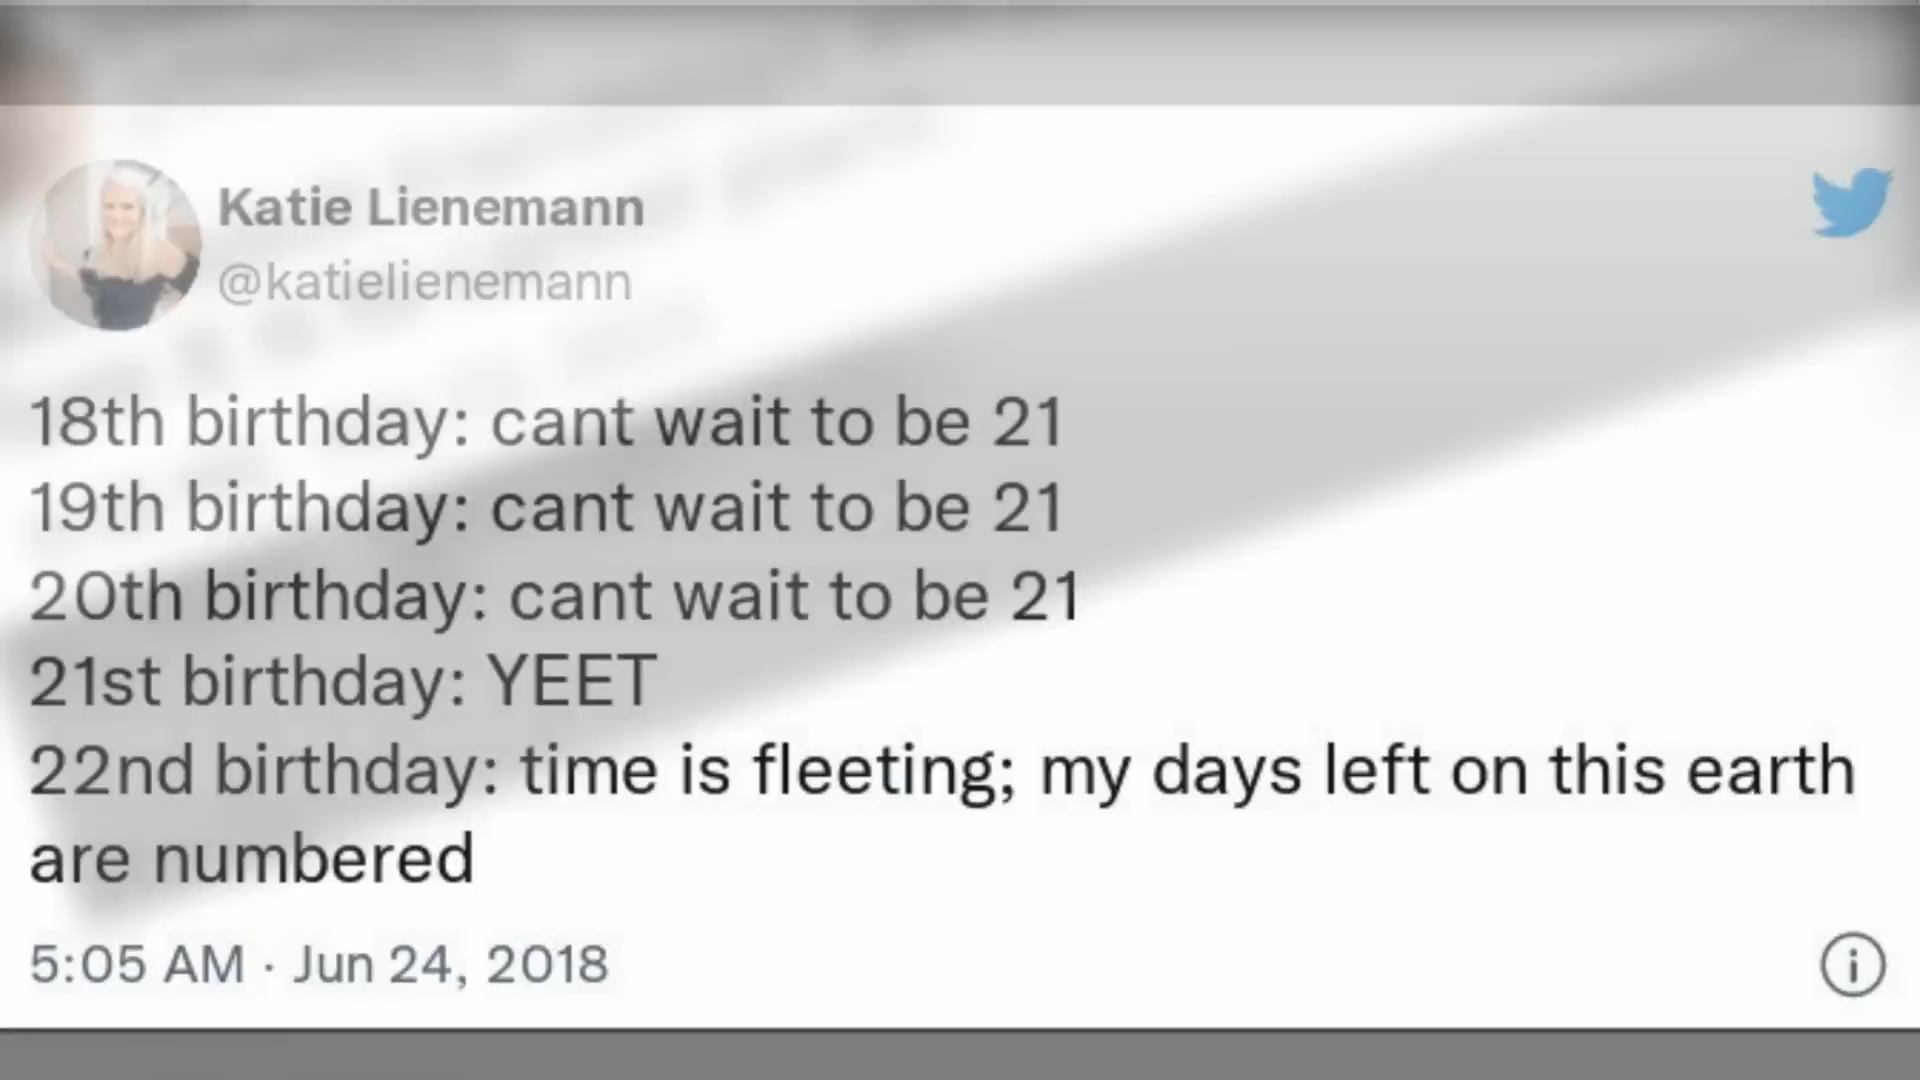 Katie Lienemann
@katielienemann
18th birthday: cant wait to be 21
19th birthday: cant wait to be 21
20th birthday: cant wait to be 21
21st birthday: YEET
22nd birthday: time is fleeting; my days left on this earth
are numbered
5:05 AM · Jun 24, 2018